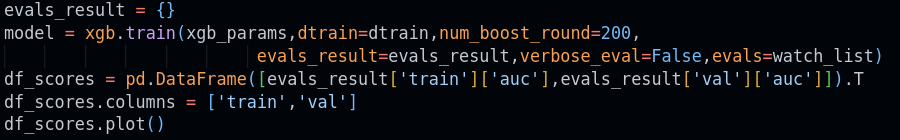 evals_result = {}
model = xgb.train(xgb_params,dtrain=dtrain,num_boost_round=200,
evals_result=evals_result,verbose_eval=False,evals=watch_list)
df_scores = pd.DataFrame([evals_result['train']['auc'],evals_result['val']['auc']]).T
df_scores.columns = ['train','val']
df_scores.plot()